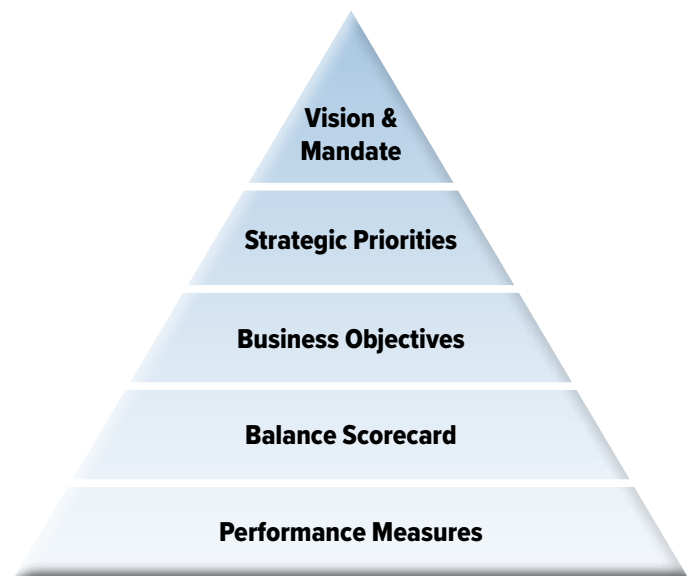 Vision &
Mandate
Strategic Priorities
Business Objectives
Balance Scorecard
Performance Measures